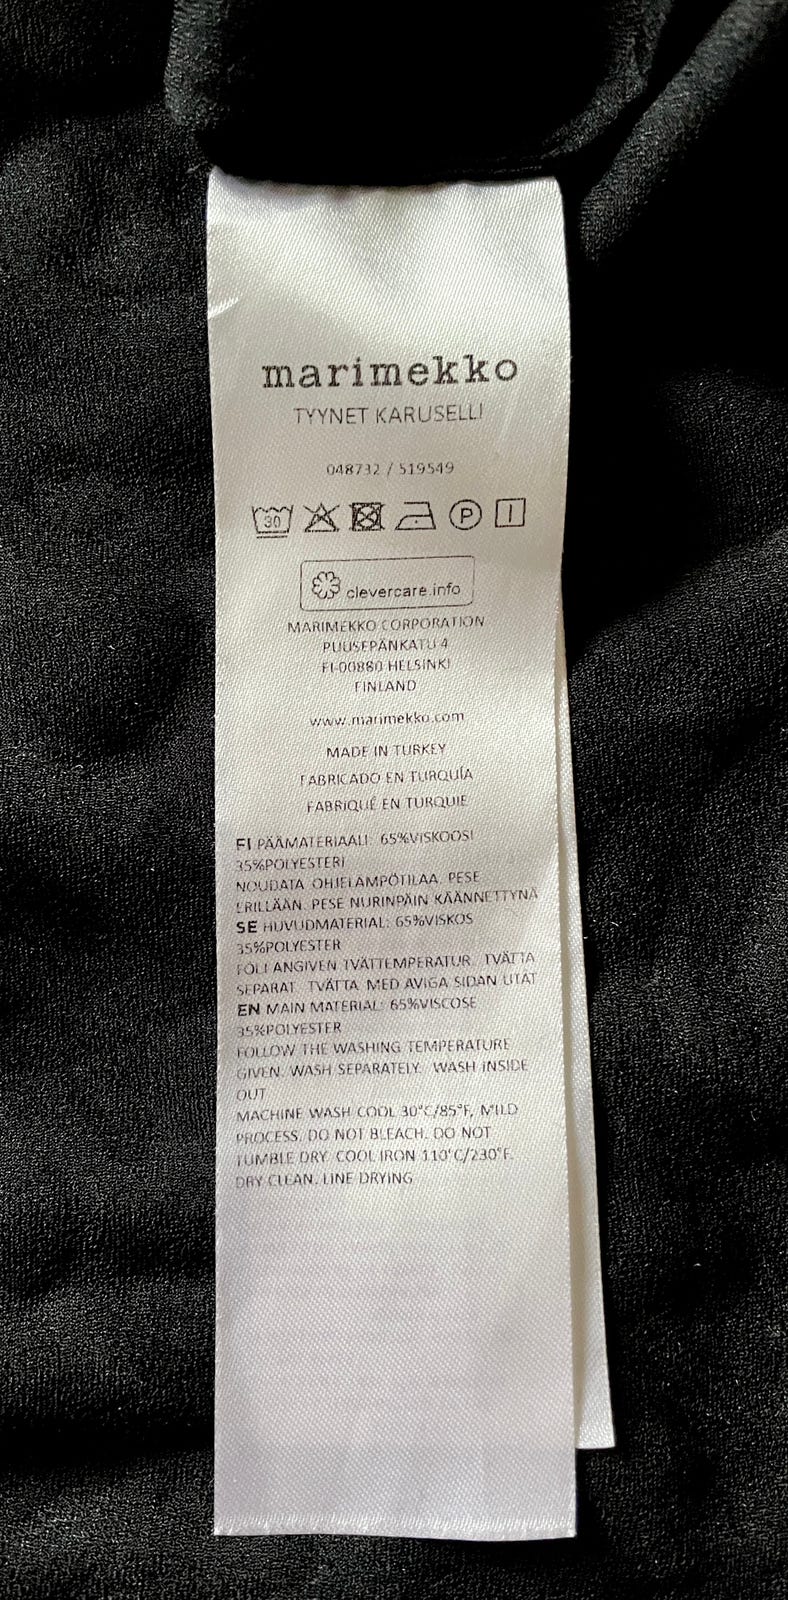 marimekko
TYYNET KARUSELLI
048732 / 519549
30 P
clevercare.info
MARIMEKKO CORPORATION
PUUSEPÄNKATU 4
FI-00880 HELSINKI
FINLAND
www.marimekko.com
MADE IN TURKEY
FABRICADO EN TURQUÍA
FABRIQUÉ EN TURQUIE
FI PÄÄMATERIAALI: 65%VISKOOSI
35%POLYESTERI
NOUDATA OHJELÄMPÖTILAA. PESE
ERILLÄÄN. PESE NURINPÄIN KÄÄNNETTYNÄ
SE HUVUDMATERIAL: 65%VISKOS
35%POLYESTER
FÖLJ ANGIVEN TVÄTTEMPERATUR. TVÄTTA
SEPARAT. TVÄTTA MED AVIGA SIDAN UTÅT
EN MAIN MATERIAL: 65%VISCOSE
35%POLYESTER
FOLLOW THE WASHING TEMPERATURE
GIVEN. WASH SEPARATELY. WASH INSIDE
OUT
MACHINE WASH COOL 30°C/85°F, MILD
PROCESS. DO NOT BLEACH. DO NOT
TUMBLE DRY. COOL IRON 110°C/230°F.
DRY CLEAN. LINE DRYING